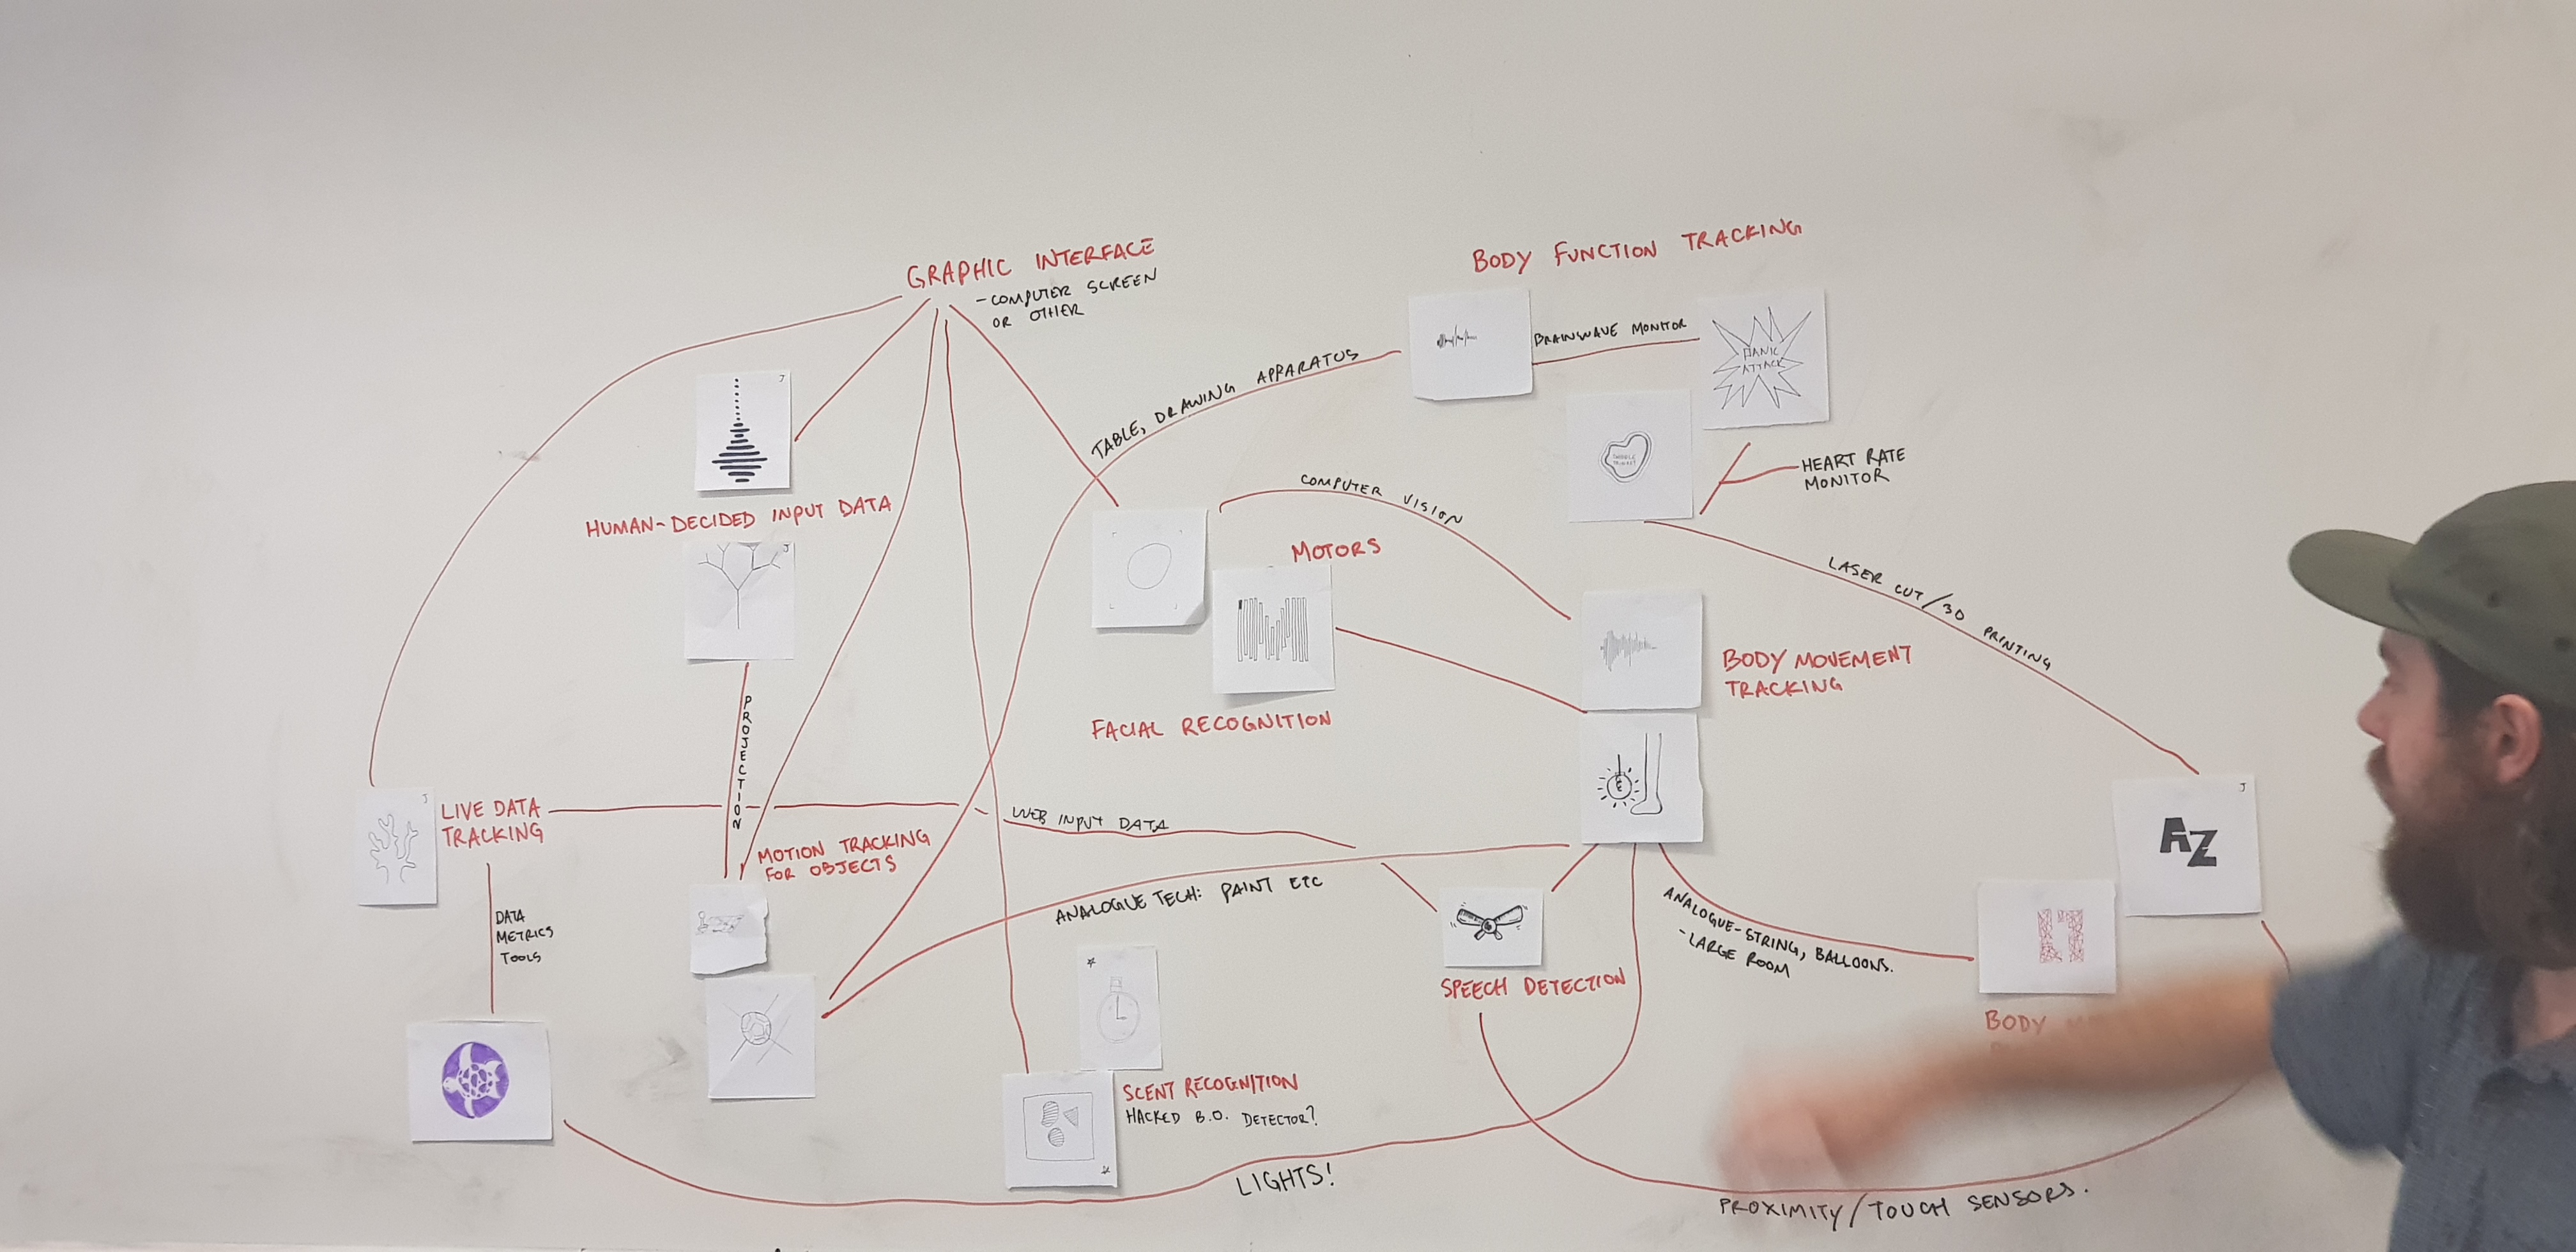 GRAPHIC INTERFACE
- COMPUTER SCREEN
OR OTHER
BODY FUNCTION TRACKING
BRAINWAVE MONITOR
PANIC
ATTACK
TABLE, DRAWING APPARATUS
J
HEART RATE
MONITOR
HUMAN-DECIDED INPUT DATA
COMPUTER VISION
J
MOTORS
LASER CUT/3D PRINTING
BODY MOVEMENT
TRACKING
FACIAL RECOGNITION
PROJECTION
J
LIVE DATA
TRACKING
WEB INPUT DATA
J
AZ
MOTION TRACKING
FOR OBJECTS
ANALOGUE TECH: PAINT ETC
DATA
METRICS
TOOLS
ANALOGUE-STRING, BALLOONS.
- LARGE ROOM
SPEECH DETECTION
BODY
SCENT RECOGNITION
HACKED B.O. DETECTOR?
LIGHTS!
PROXIMITY/TOUCH SENSORS.